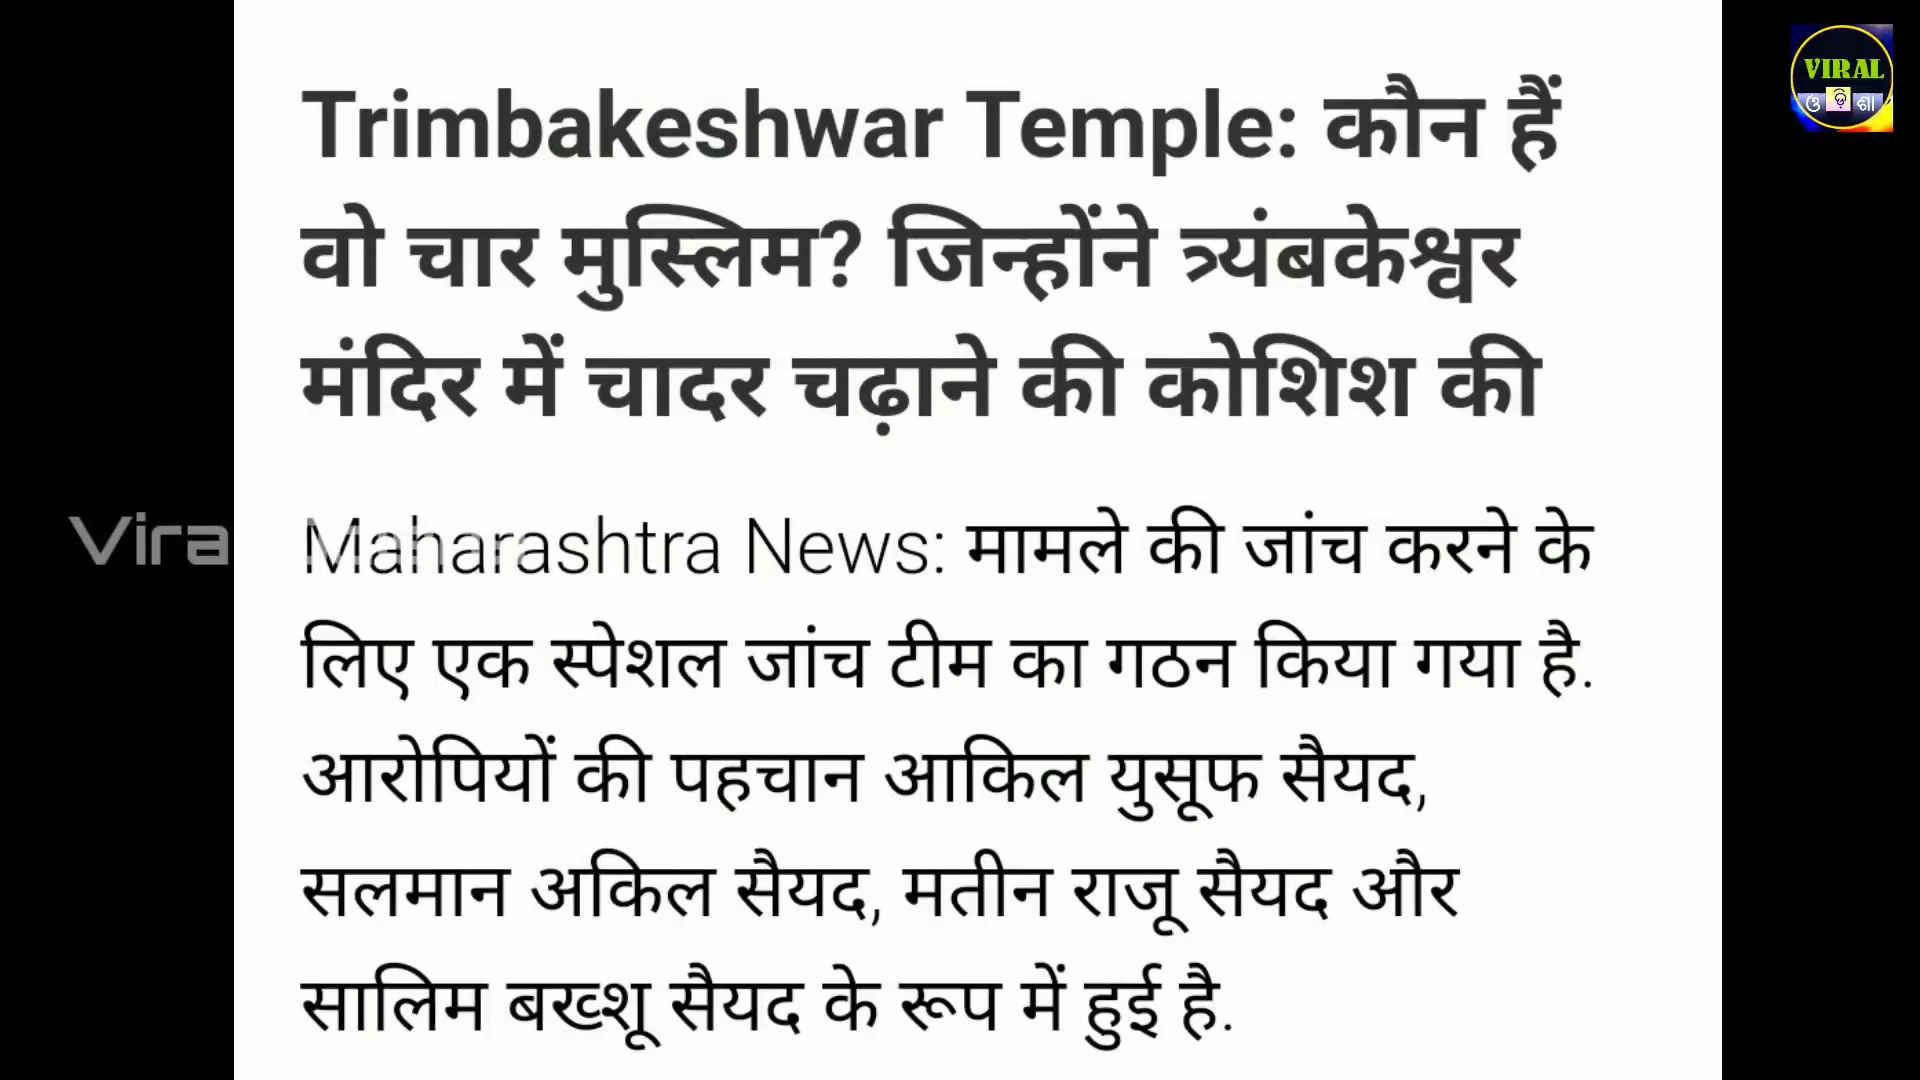 Trimbakeshwar Temple: कौन हैं
वो चार मुस्लिम? जिन्होंने त्र्यंबकेश्वर
मंदिर में चादर चढ़ाने की कोशिश की
Maharashtra News: मामले की जांच करने के
लिए एक स्पेशल जांच टीम का गठन किया गया है.
आरोपियों की पहचान आकिल युसूफ सैयद,
सलमान अकिल सैयद, मतीन राजू सैयद और
सालिम बख्शू सैयद के रूप में हुई है.
VIRAL
ଓଡ଼ିଶା